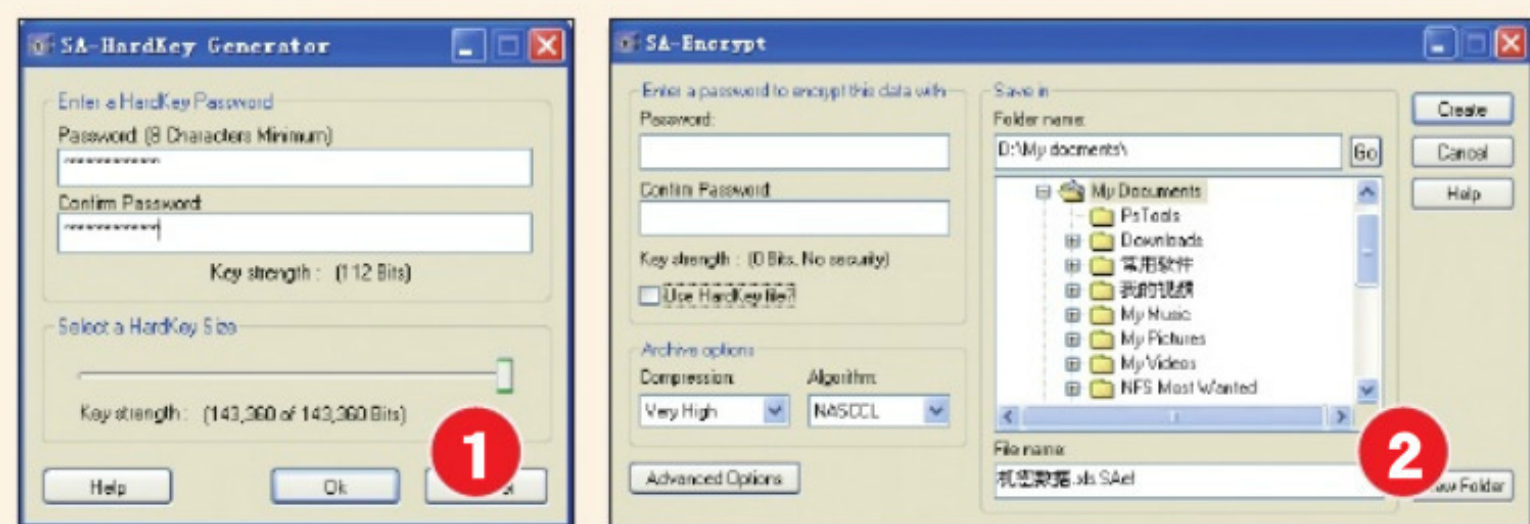 SA-HardKey Generator
Enter a HardKey Password
Password: (8 Characters Minimum)
Confirm Password:
Key strength : (112 Bits)
Select a HardKey Size
Key strength : (143,360 of 143,360 Bits)
Help
Ok
1
SA-Encrypt
Enter a password to encrypt this data with
Password:
Confirm Password:
Key strength : (0 Bits, No security)
Use HardKey file?
Archive options
Compression:
Algorithm:
Very High
NASCCL
Advanced Options
Save in
Folder name:
D:\My docments\
Go
My Documents
PsTools
Downloads
常用软件
我的视频
My Music
My Pictures
My Videos
NFS Most Wanted
File name:
机密数据.xls.SAef
Create
Cancel
Help
2
Folder